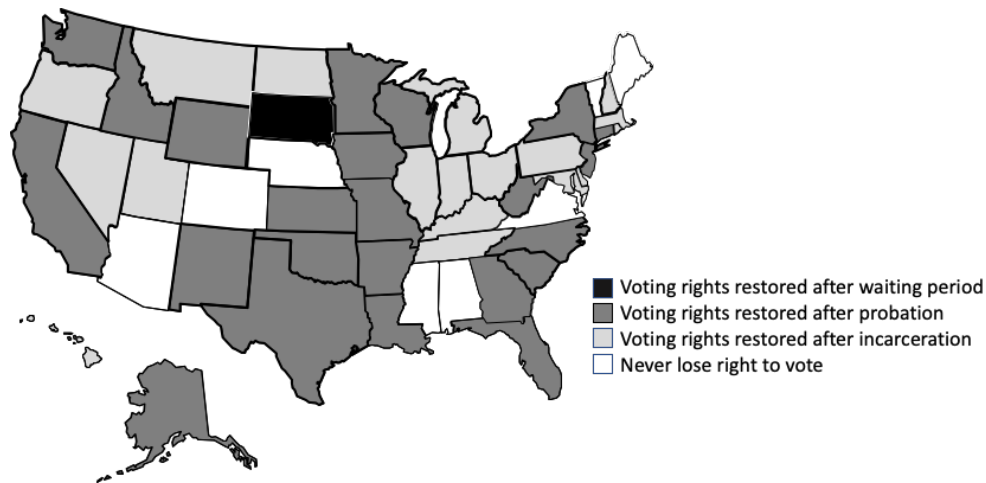 Voting rights restored after waiting period
Voting rights restored after probation
Voting rights restored after incarceration
Never lose right to vote